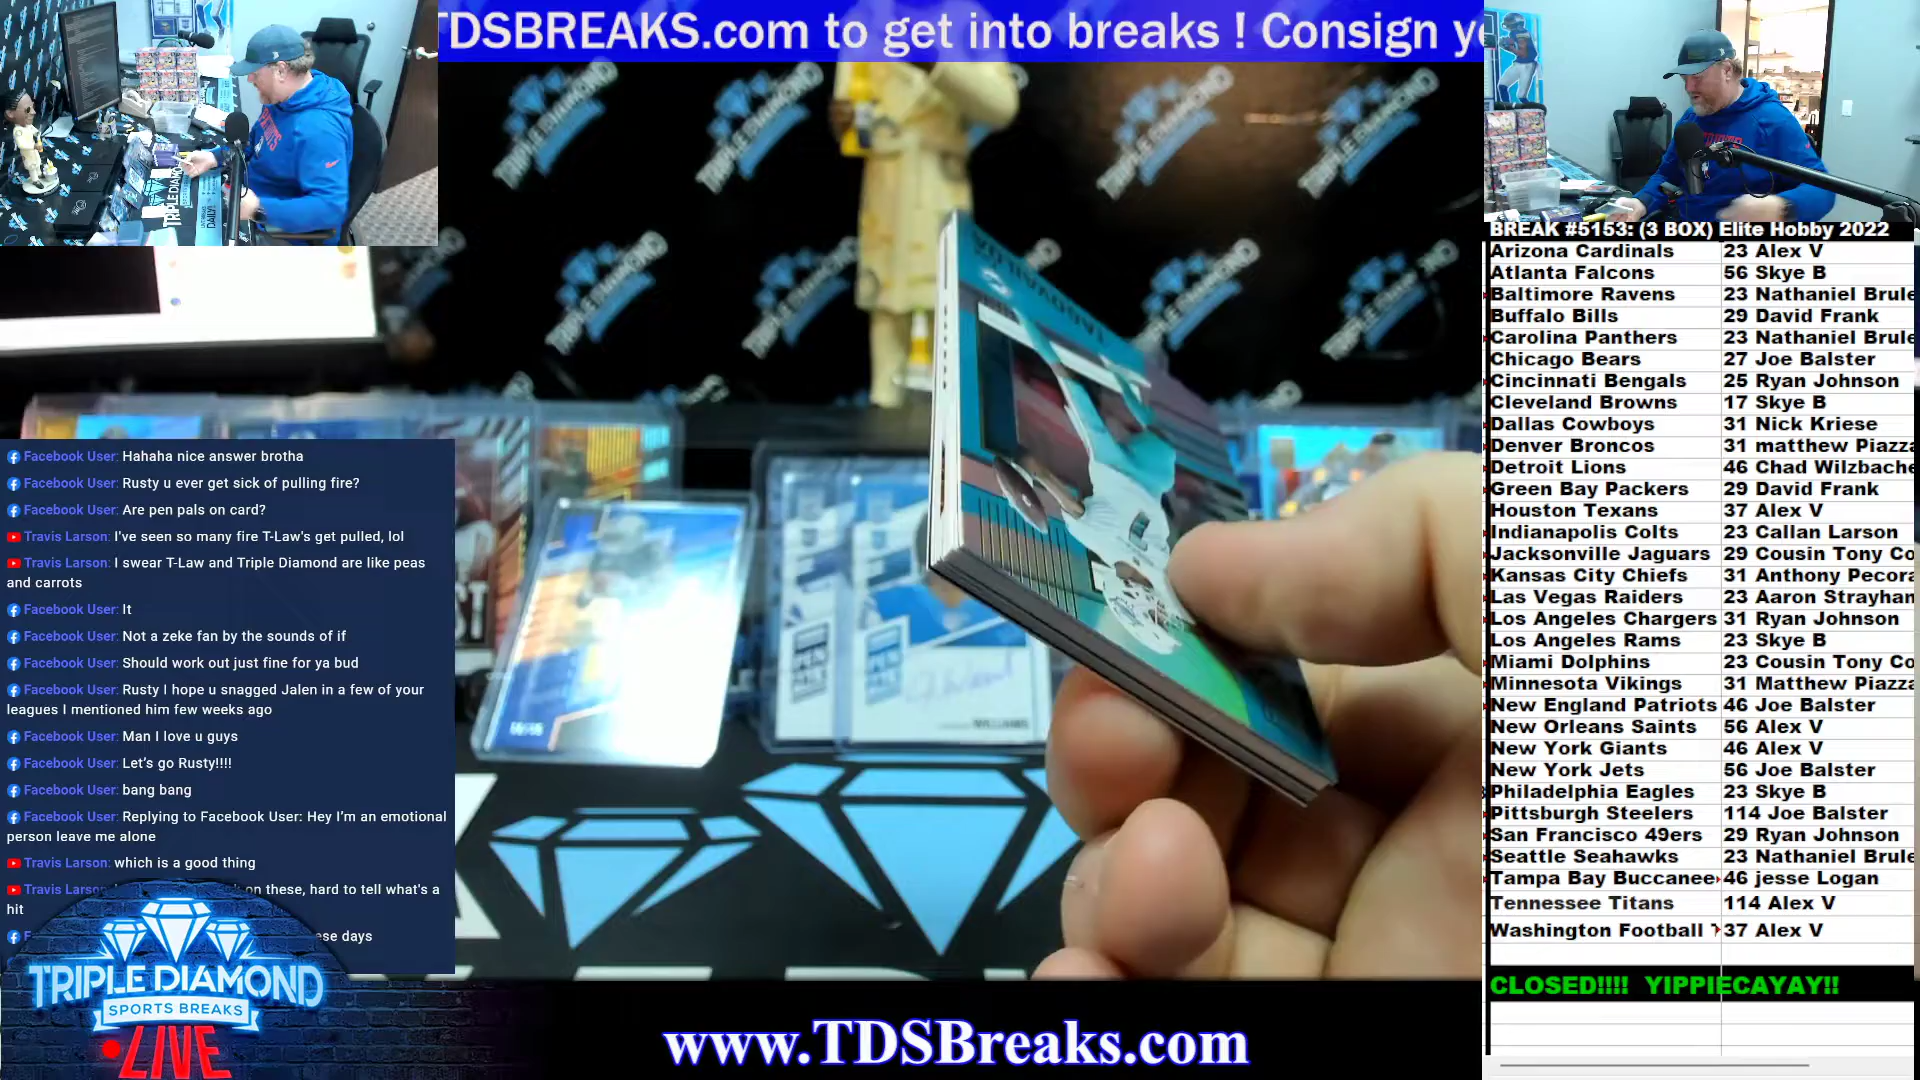 TDSBREAKS.com to get into breaks ! Consign
BREAK #5153: (3 BOX) Elite Hobby 2022
Arizona Cardinals 23 Alex V
Atlanta Falcons 56 Skye B
Baltimore Ravens 23 Nathaniel Brule
Buffalo Bills 29 David Frank
Carolina Panthers 23 Nathaniel Brule
Chicago Bears 27 Joe Balster
Cincinnati Bengals 25 Ryan Johnson
Cleveland Browns 17 Skye B
Dallas Cowboys 31 Nick Kriese
Denver Broncos 31 matthew Piazza
Detroit Lions 46 Chad Wilzbache
Green Bay Packers 29 David Frank
Houston Texans 37 Alex V
Indianapolis Colts 23 Callan Larson
Jacksonville Jaguars 29 Cousin Tony Co
Kansas City Chiefs 31 Anthony Pecora
Las Vegas Raiders 23 Aaron Strayhan
Los Angeles Chargers 31 Ryan Johnson
Los Angeles Rams 23 Skye B
Miami Dolphins 23 Cousin Tony Co
Minnesota Vikings 31 Matthew Piazza
New England Patriots 46 Joe Balster
New Orleans Saints 56 Alex V
New York Giants 46 Alex V
New York Jets 56 Joe Balster
Philadelphia Eagles 23 Skye B
Pittsburgh Steelers 114 Joe Balster
San Francisco 49ers 29 Ryan Johnson
Seattle Seahawks 23 Nathaniel Brule
Tampa Bay Buccanee 46 jesse Logan
Tennessee Titans 114 Alex V
Washington Football 37 Alex V
CLOSED!!!! YIPPIECAYAY!!
Facebook User: Hahaha nice answer brotha
Facebook User: Rusty u ever get sick of pulling fire?
Facebook User: Are pen pals on card?
Travis Larson: I've seen so many fire T-Law's get pulled, lol
Travis Larson: I swear T-Law and Triple Diamond are like peas
and carrots
Facebook User: It
Facebook User: Not a zeke fan by the sounds of if
Facebook User: Should work out just fine for ya bud
Facebook User: Rusty I hope u snagged Jalen in a few of your
leagues I mentioned him few weeks ago
Facebook User: Man I love u guys
Facebook User: Let's go Rusty!!!!
Facebook User: bang bang
Facebook User: Replying to Facebook User: Hey I'm an emotional
person leave me alone
Travis Larson: which is a good thing
Travis Larson on these, hard to tell what's a
hit
ese days
TRIPLE DIAMOND
SPORTS BREAKS
LIVE
www.TDSBreaks.com
TRIPLE DIAMOND
WILLIAMS